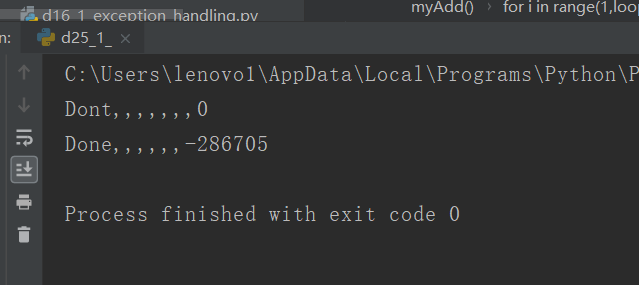 d16_1_exception_handling.py
myAdd() › for i in range(1,loo
n: d25_1_ ×
C:\Users\lenovo1\AppData\Local\Programs\Python\P
Dont,,,,,,,0
Done,,,,,,-286705
Process finished with exit code 0